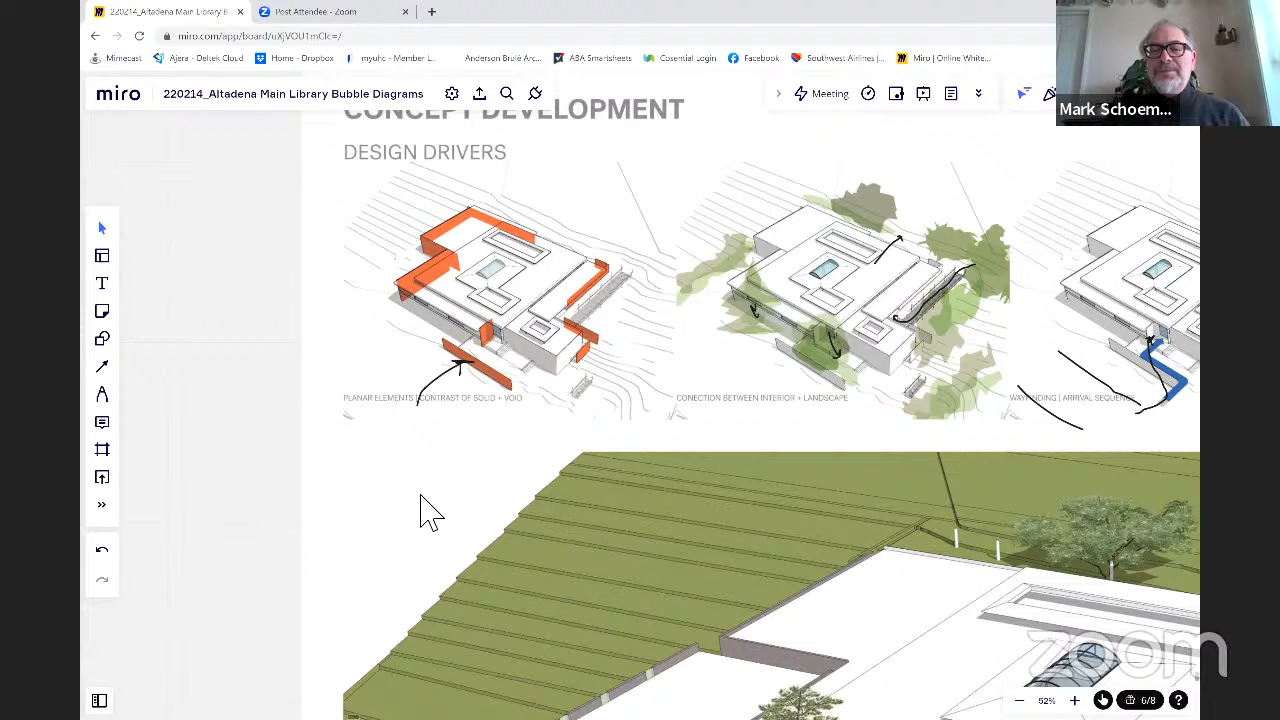 220214_Altadena Main Library B
Post Attendee - Zoom
miro.com/app/board/uXjVOU1mClc=/
Mimecast
Ajera - Deltek Cloud
Home - Dropbox
myuhc - Member L...
Anderson Brulé Arc...
ABA Smartsheets
Cosential Login
Facebook
Southwest Airlines |...
Miro | Online White...
miro
220214_Altadena Main Library Bubble Diagrams
Meeting
Mark Schoem...
CONCEPT DEVELOPMENT
DESIGN DRIVERS
PLANAR ELEMENTS | CONTRAST OF SOLID + VOID
CONECTION BETWEEN INTERIOR + LANDSCAPE
WAYFINDING | ARRIVAL SEQUENCE
zoom
52%
6/8